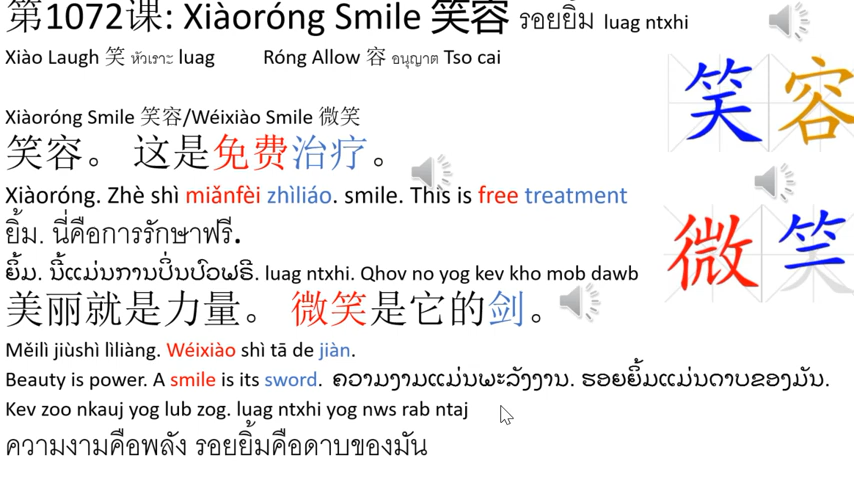 第1072课: Xiàoróng Smile 笑容 รอยยิ้ม luag ntxhi
Xiào Laugh 笑 หัวเราะ luag Róng Allow 容 อนุญาต Tso cai
Xiàoróng Smile 笑容/Wéixiào Smile 微笑
笑容。 这是免费治疗。
Xiàoróng. Zhè shì miǎnfèi zhìliáo. smile. This is free treatment
ยิ้ม. นี่คือการรักษาฟรี.
ຍິ້ມ. ນີ້ແມ່ນການປິ່ນປົວຟຣີ. luag ntxhi. Qhov no yog kev kho mob dawb
美丽就是力量。 微笑是它的剑。
Měilì jiùshì lìliàng. Wéixiào shì tā de jiàn.
Beauty is power. A smile is its sword. ຄວາມງາມແມ່ນພະລັງງານ. ຮອຍຍິ້ມແມ່ນດາບຂອງມັນ.
Kev zoo nkauj yog lub zog. luag ntxhi yog nws rab ntaj
ความงามคือพลัง รอยยิ้มคือดาบของมัน
笑容
微笑